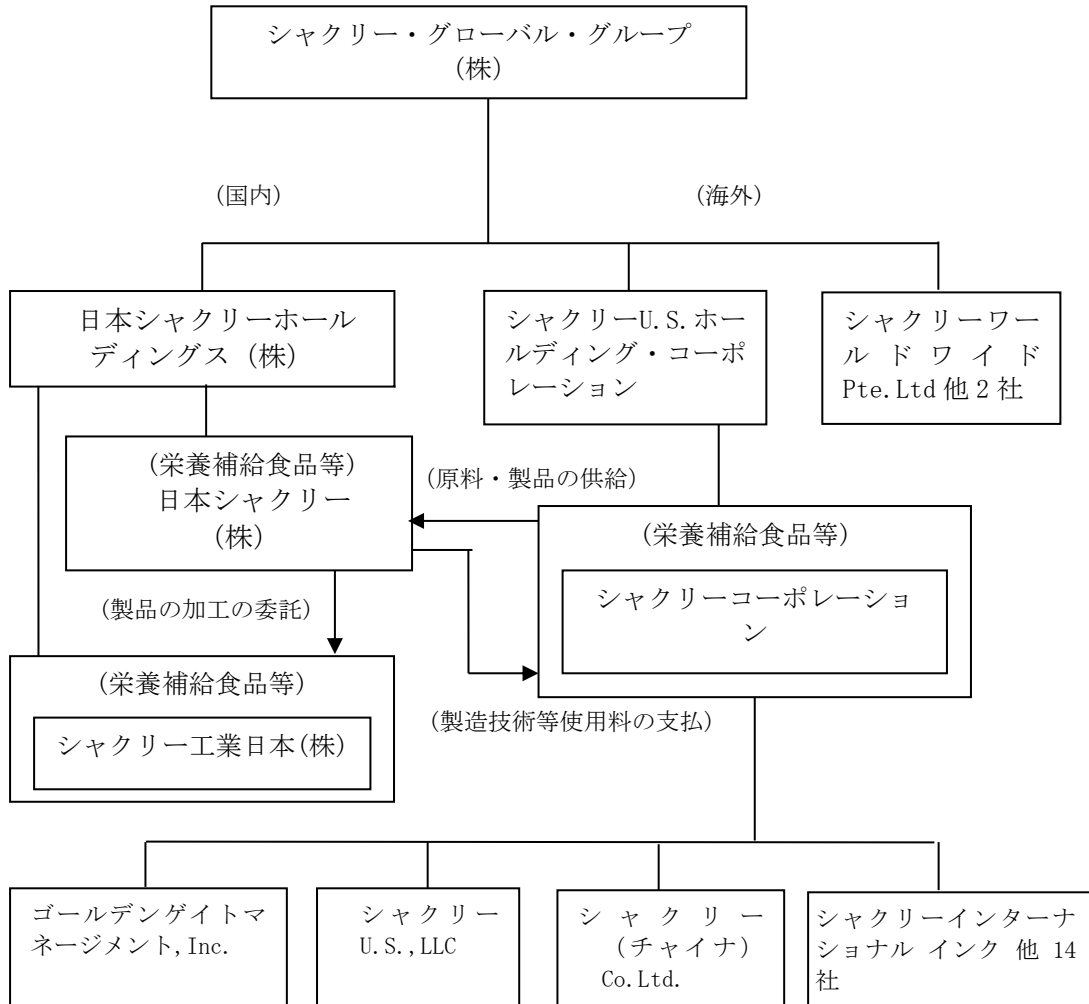 シャクリー・グローバル・グループ
(株)
(国内)
(海外)
日本シャクリーホール
ディングス (株)
シャクリーU.S.ホー
ルディング・コーポ
レーション
シャクリーワー
ルドワイド
Pte.Ltd 他 2 社
(栄養補給食品等)
日本シャクリー
(株)
(原料・製品の供給)
(栄養補給食品等)
シャクリーコーポレーショ
ン
(製品の加工の委託)
(栄養補給食品等)
シャクリー工業日本(株)
(製造技術等使用料の支払)
ゴールデンゲイトマ
ネージメント,Inc.
シャクリー
U.S.,LLC
シャクリー
(チャイナ)
Co.Ltd.
シャクリーインターナ
ショナル インク 他 14
社